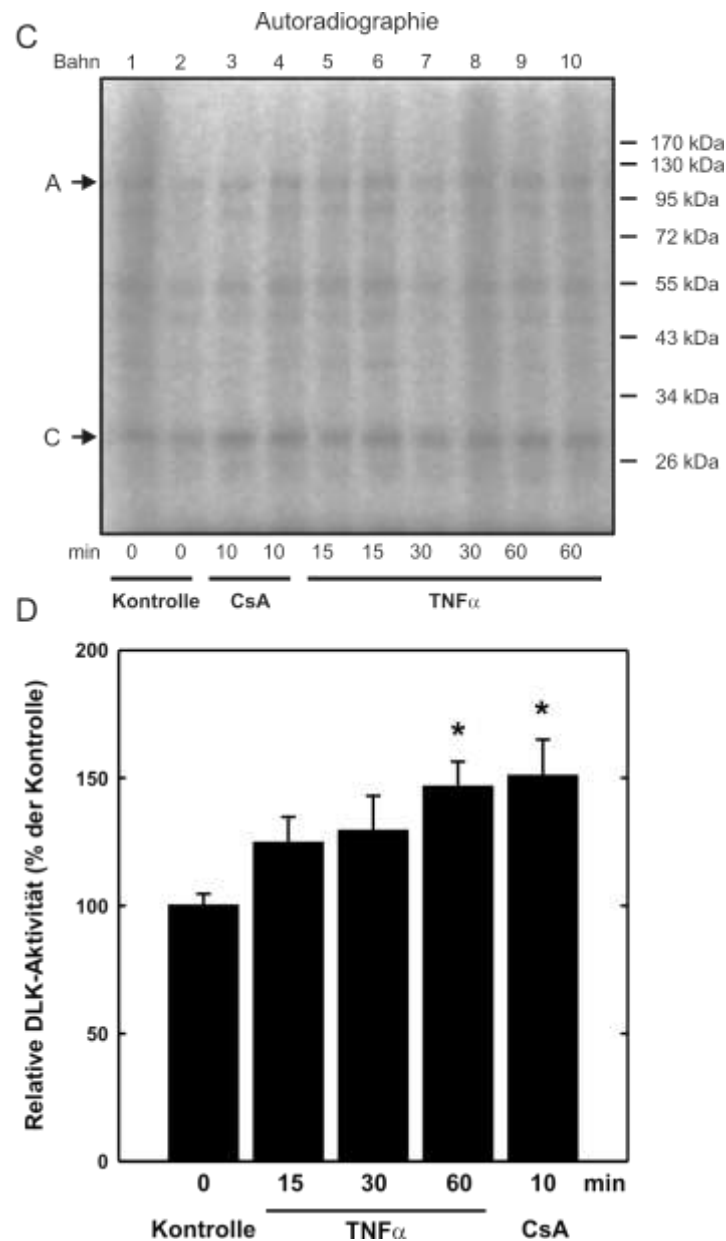 C
Autoradiographie
Bahn 1 2 3 4 5 6 7 8 9 10
170 kDa
130 kDa
A
95 kDa
72 kDa
55 kDa
43 kDa
34 kDa
C
26 kDa
min 0 0 10 10 15 15 30 30 60 60
Kontrolle CsA TNFα
D
200
* *
150
100
50
0
Relative DLK-Aktivität (% der Kontrolle)
0 15 30 60 10 min
Kontrolle TNFα CsA